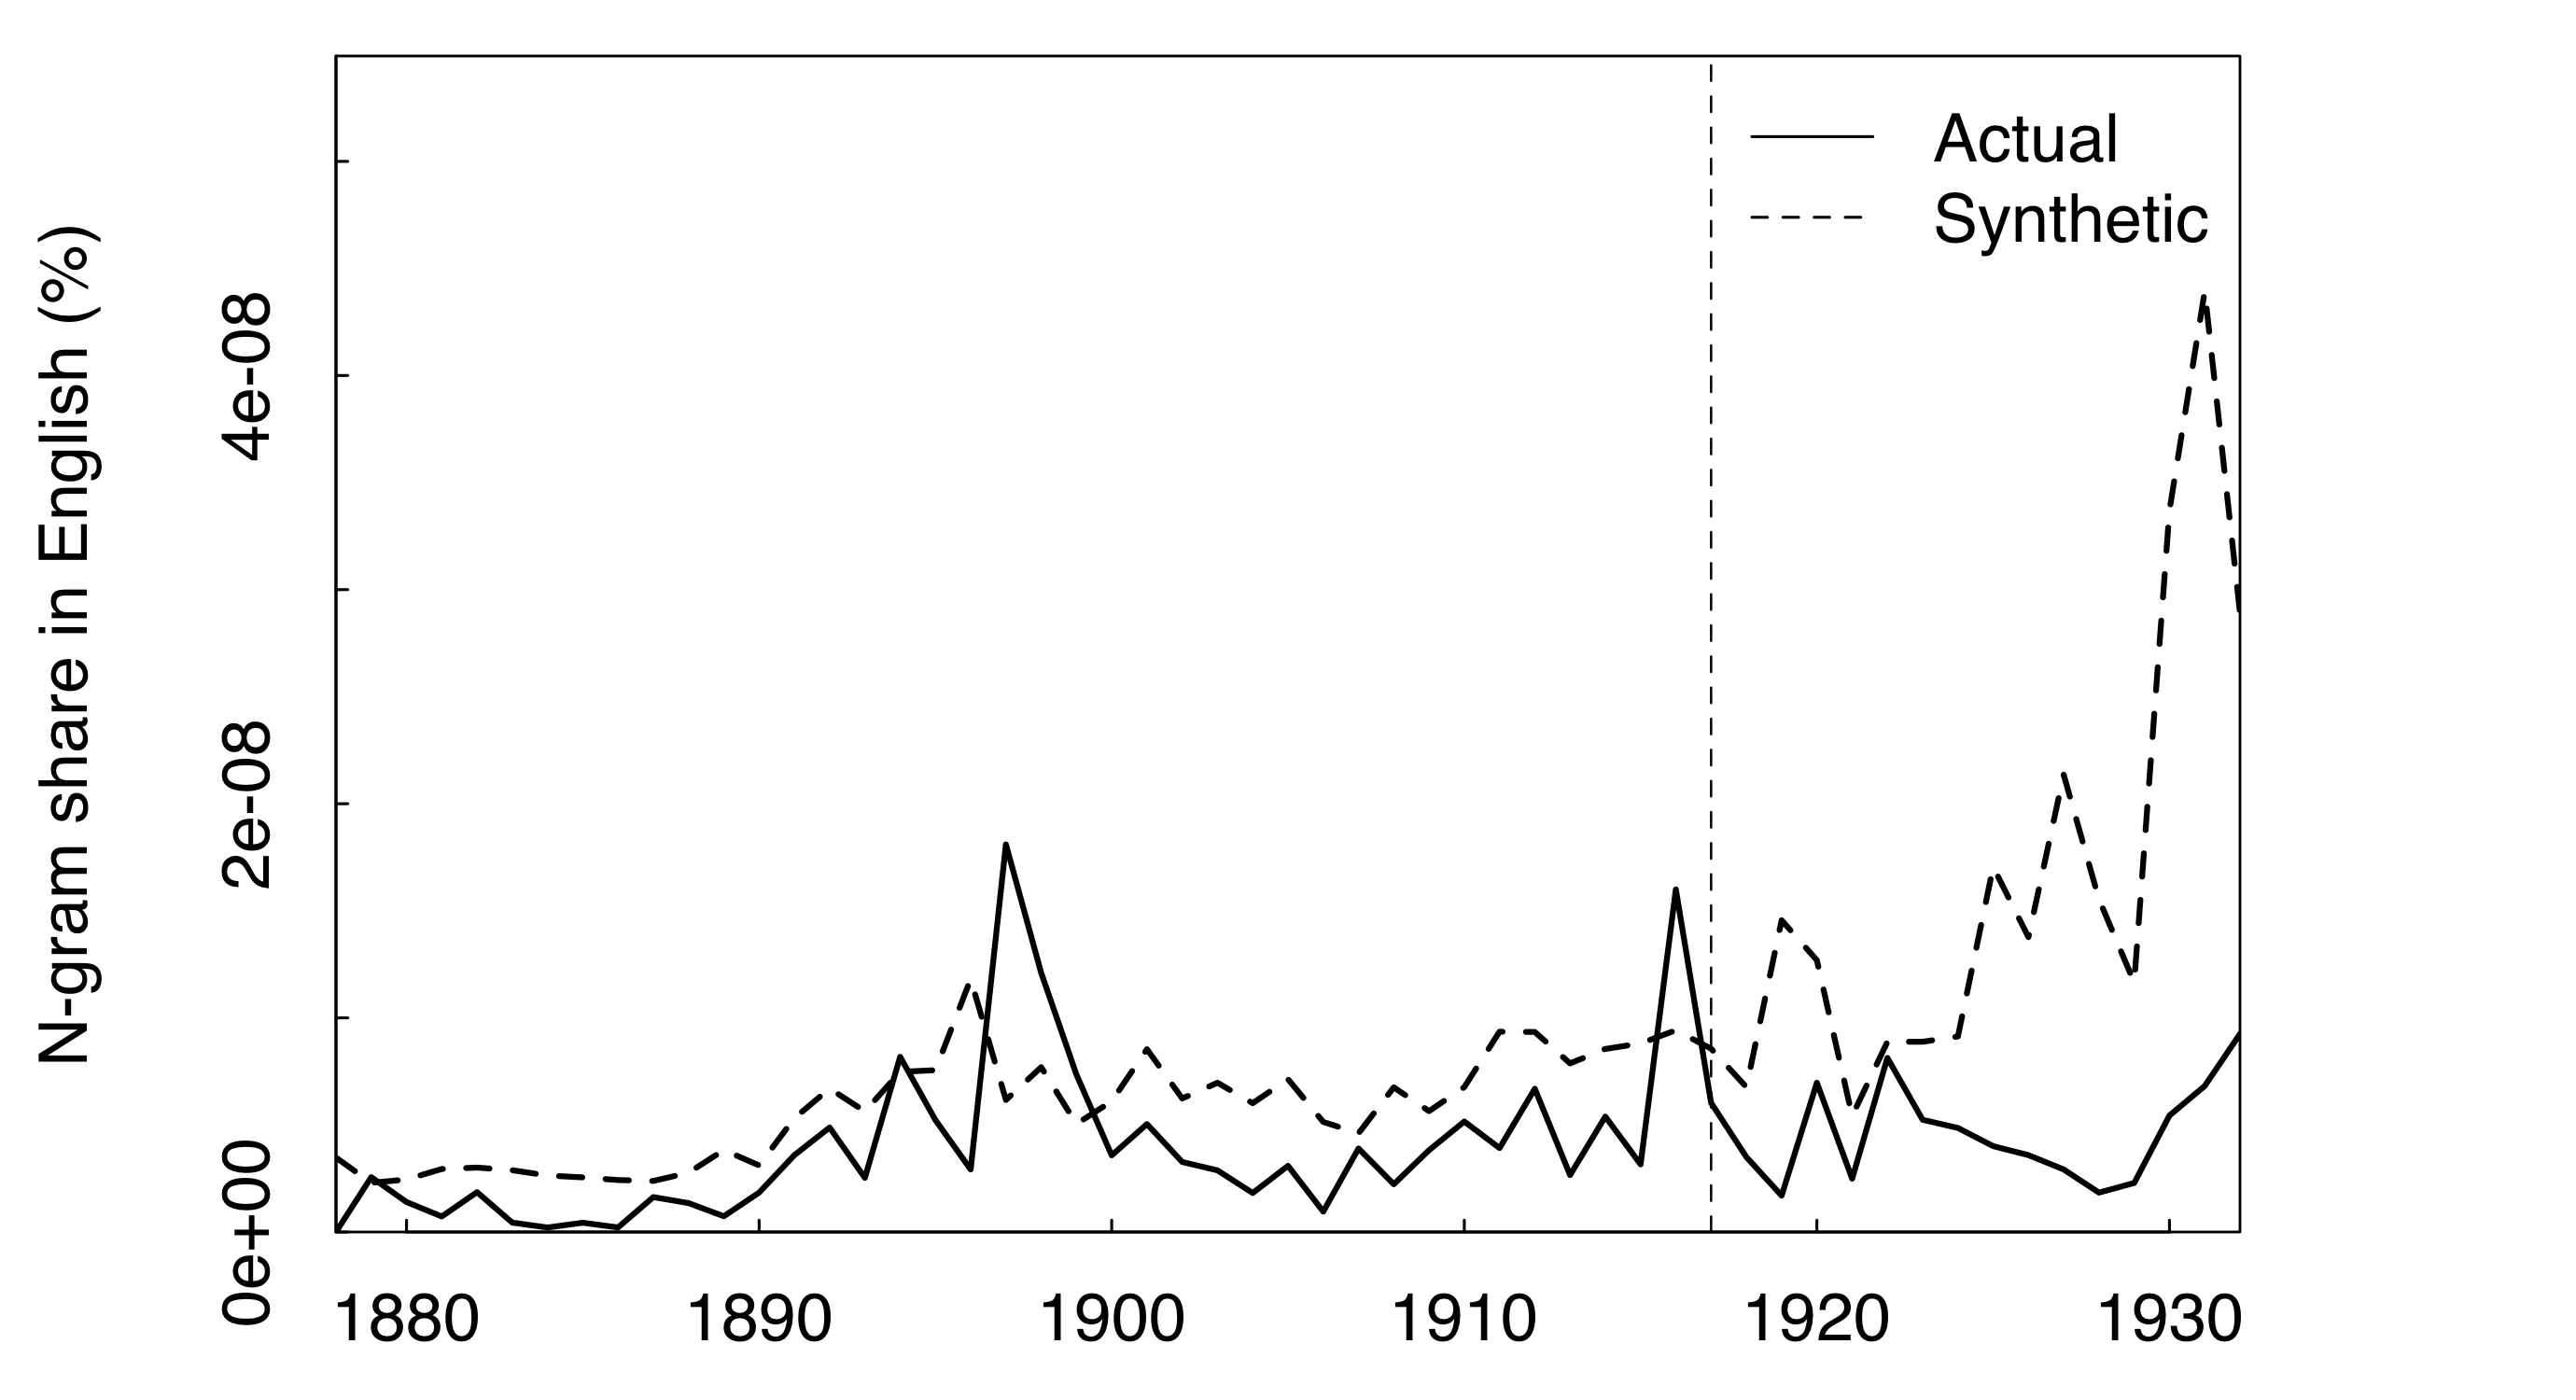 Actual
Synthetic
N-gram share in English (%)
4e-08
2e-08
0e+00
1880 1890 1900 1910 1920 1930